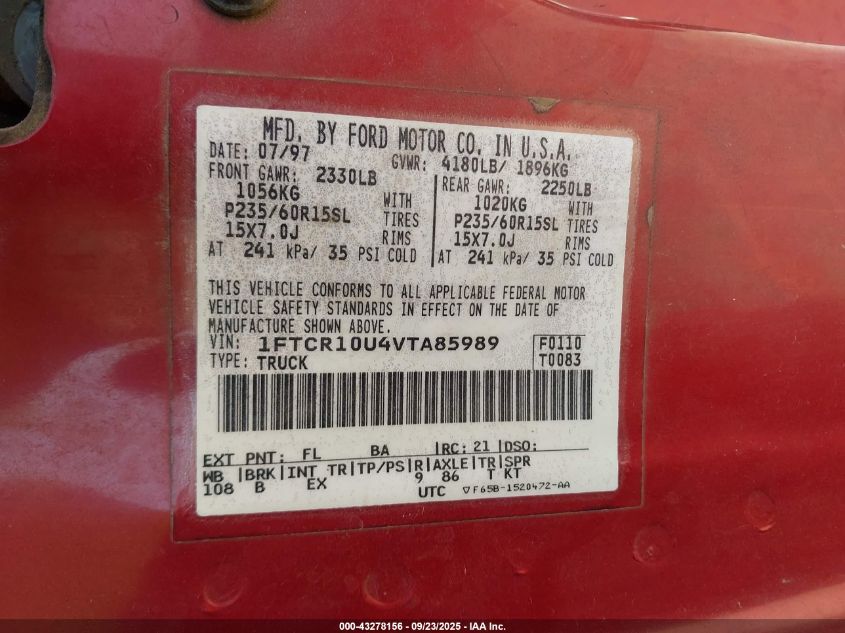 MFD. BY FORD MOTOR CO. IN U.S.A.
DATE: 07/97 GVWR: 4180LB/ 1896KG
FRONT GAWR: 2330LB REAR GAWR: 2250LB
1056KG WITH 1020KG WITH
P235/60R15SL TIRES P235/60R15SL TIRES
15X7.0J RIMS 15X7.0J RIMS
AT 241 kPa/ 35 PSI COLD AT 241 kPa/ 35 PSI COLD
THIS VEHICLE CONFORMS TO ALL APPLICABLE FEDERAL MOTOR
VEHICLE SAFETY STANDARDS IN EFFECT ON THE DATE OF
MANUFACTURE SHOWN ABOVE.
VIN: 1FTCR10U4VTA85989 F0110
TYPE: TRUCK T0083
EXT PNT: FL BA RC: 21 DSO:
WB BRK INT TR TP/PS R AXLE TR SPR
108 B EX 9 86 T KT
UTC ▽F65B-1520472-AA
000-43278156 - 09/23/2025 - IAA Inc.